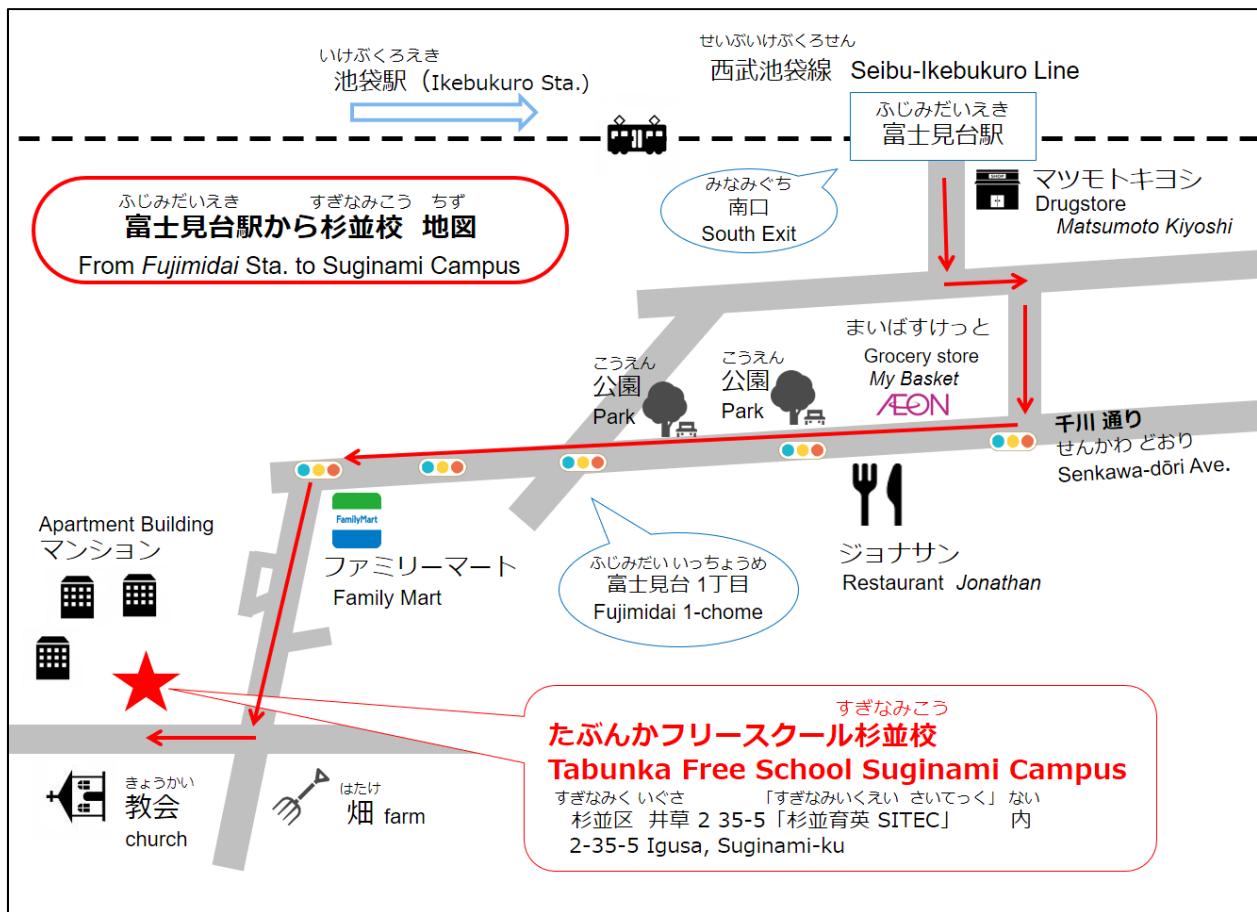 いけぶくろえき
池袋駅（Ikebukuro Sta.）
せいぶいけぶくろせん
西武池袋線 Seibu-Ikebukuro Line
ふじみだいえき
富士見台駅
みなみぐち
南口
South Exit
SHOP
マツモトキヨシ
Drugstore
Matsumoto Kiyoshi
ふじみだいえき すぎなみこう ちず
富士見台駅から杉並校 地図
From Fujimidai Sta. to Suginami Campus
こうえん
公園
Park
こうえん
公園
Park
まいばすけっと
Grocery store
My Basket
ÆON
千川 通り
せんかわ どおり
Senkawa-dōri Ave.
FamilyMart
ファミリーマート
Family Mart
ふじみだい いっちょうめ
富士見台 1丁目
Fujimidai 1-chome
ジョナサン
Restaurant Jonathan
Apartment Building
マンション
すぎなみこう
たぶんかフリースクール杉並校
Tabunka Free School Suginami Campus
すぎなみく いぐさ 「すぎなみいくえい さいてっく」 ない
杉並区 井草 2 35-5「杉並育英 SITEC」 内
2-35-5 Igusa, Suginami-ku
きょうかい
教会
church
はたけ
畑 farm